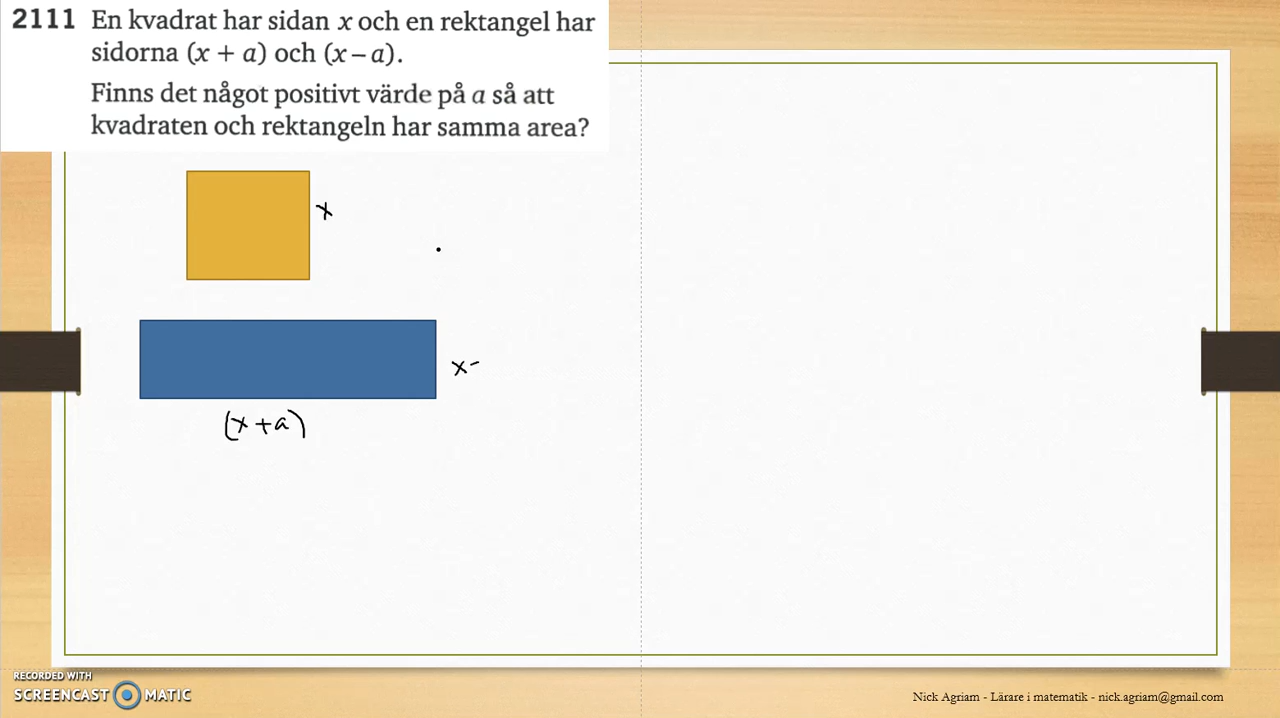 2111 En kvadrat har sidan x och en rektangel har
sidorna (x + a) och (x – a).
Finns det något positivt värde på a så att
kvadraten och rektangeln har samma area?
x
x-
(x+a)
RECORDED WITH
SCREENCAST MATIC
Nick Agriam - Lärare i matematik - nick.agriam@gmail.com